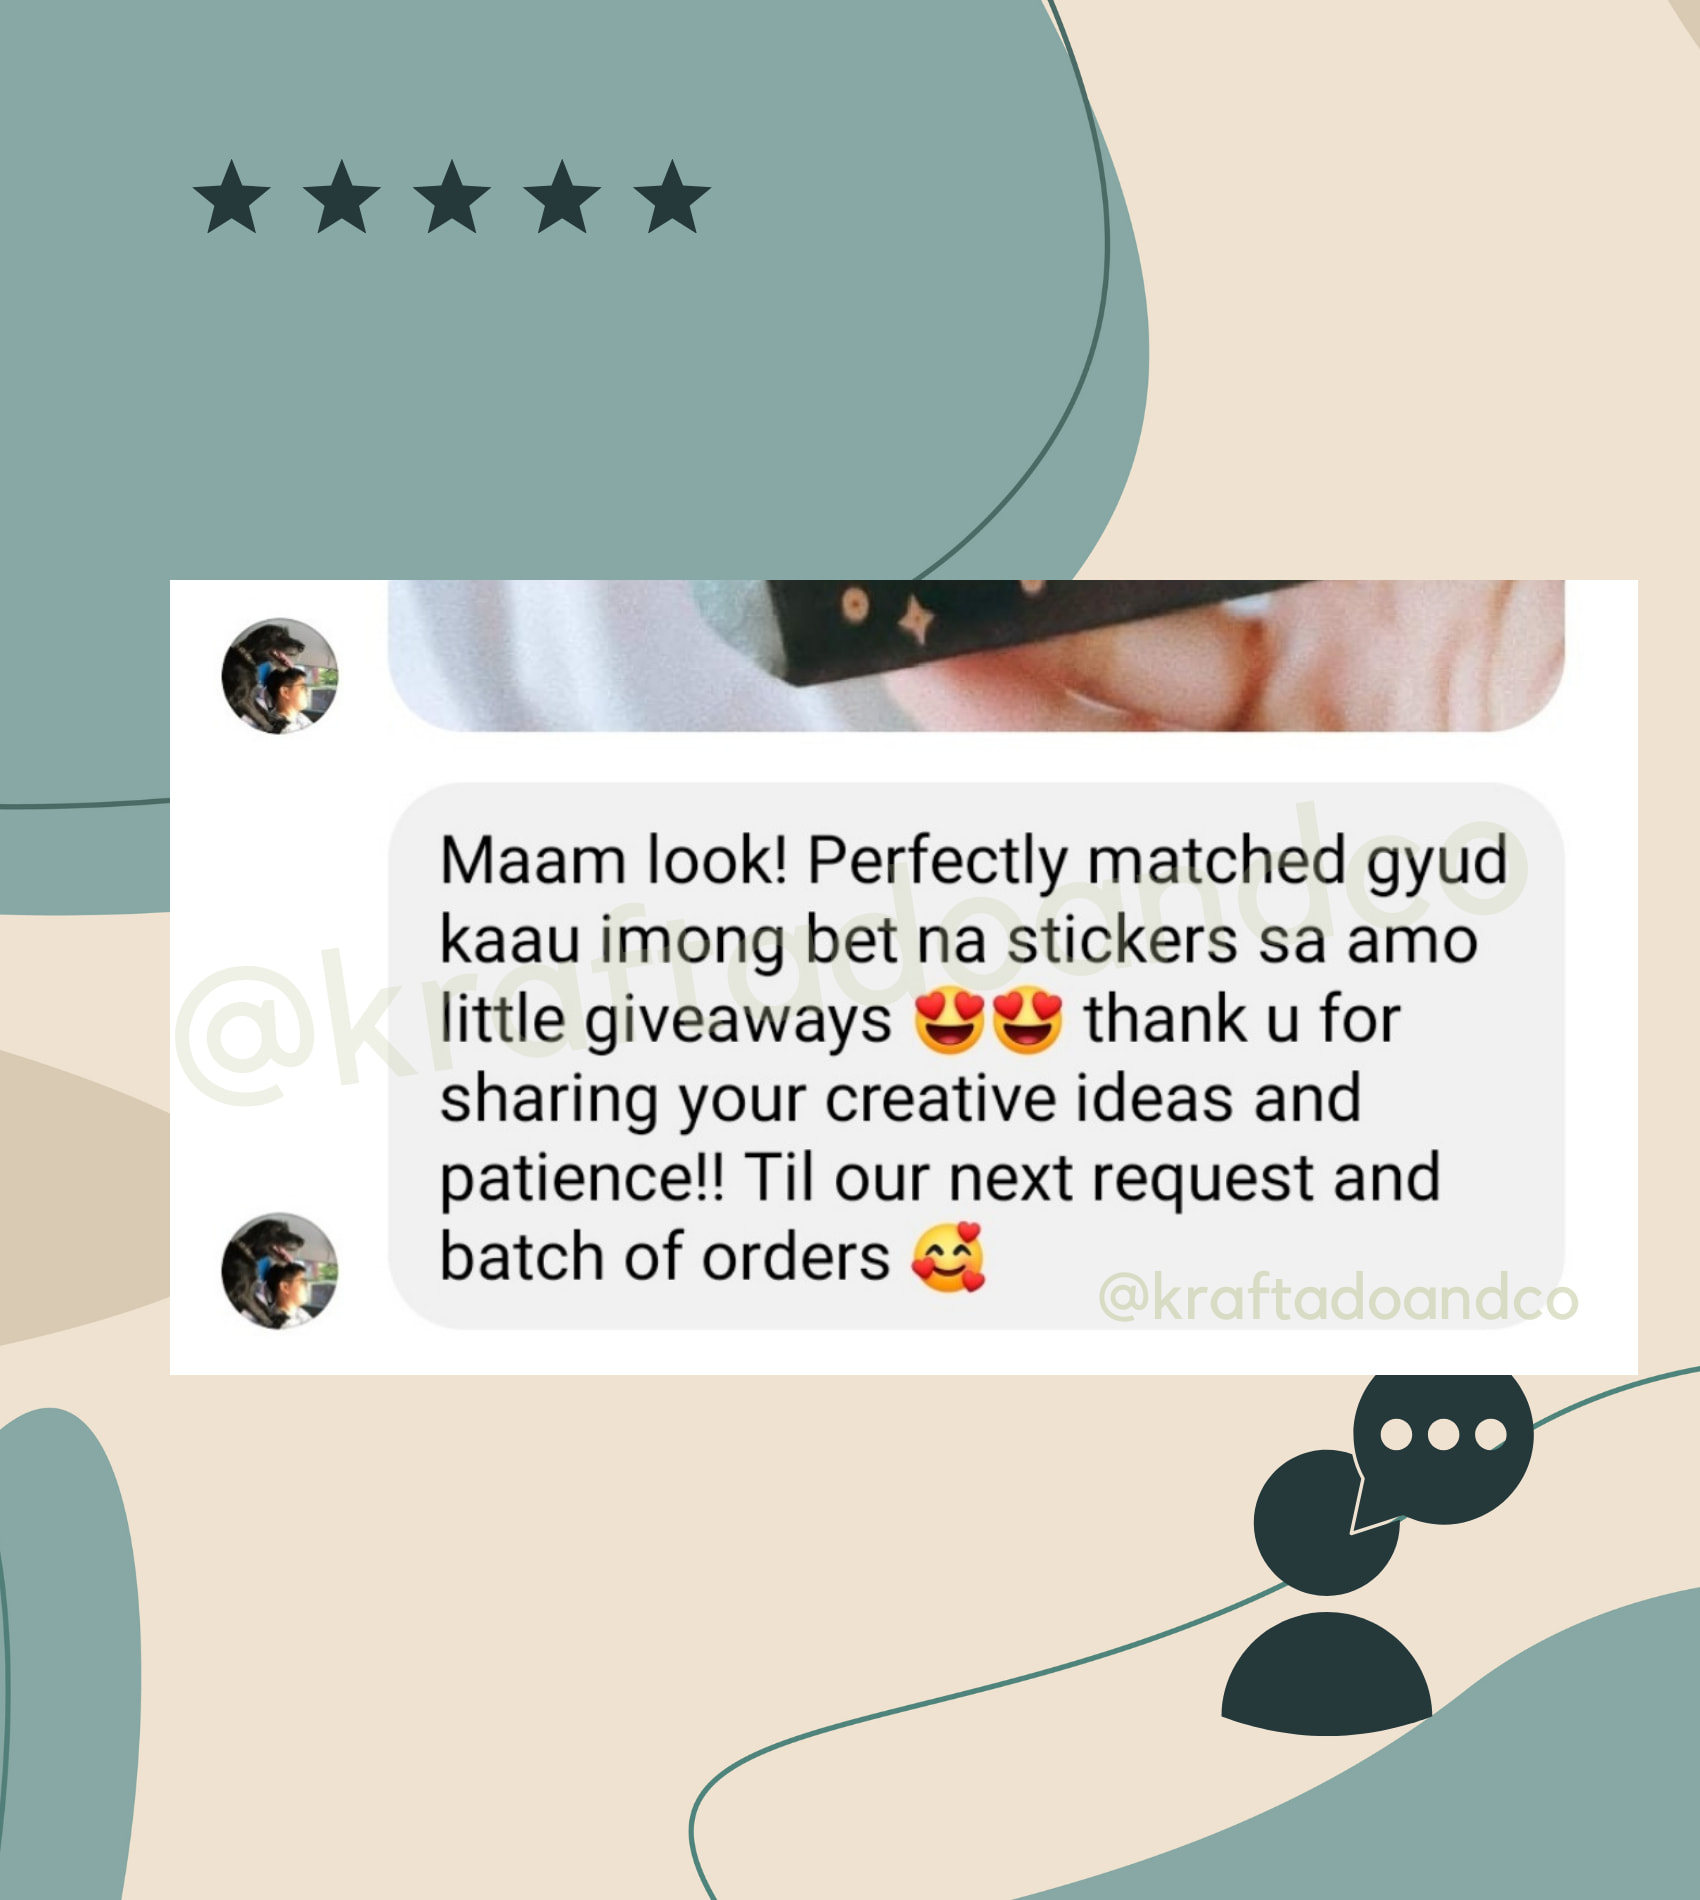 Maam look! Perfectly matched gyud
kaau imong bet na stickers sa amo
little giveaways 😍😍 thank u for
sharing your creative ideas and
patience!! Til our next request and
batch of orders 🥰
@kraftadoandco
@kraftadoandco